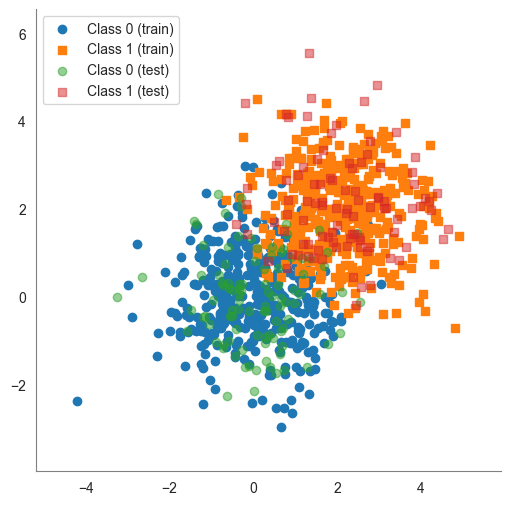 Class 0 (train)
Class 1 (train)
Class 0 (test)
Class 1 (test)
6
4
2
0
−2
−4
−2
0
2
4